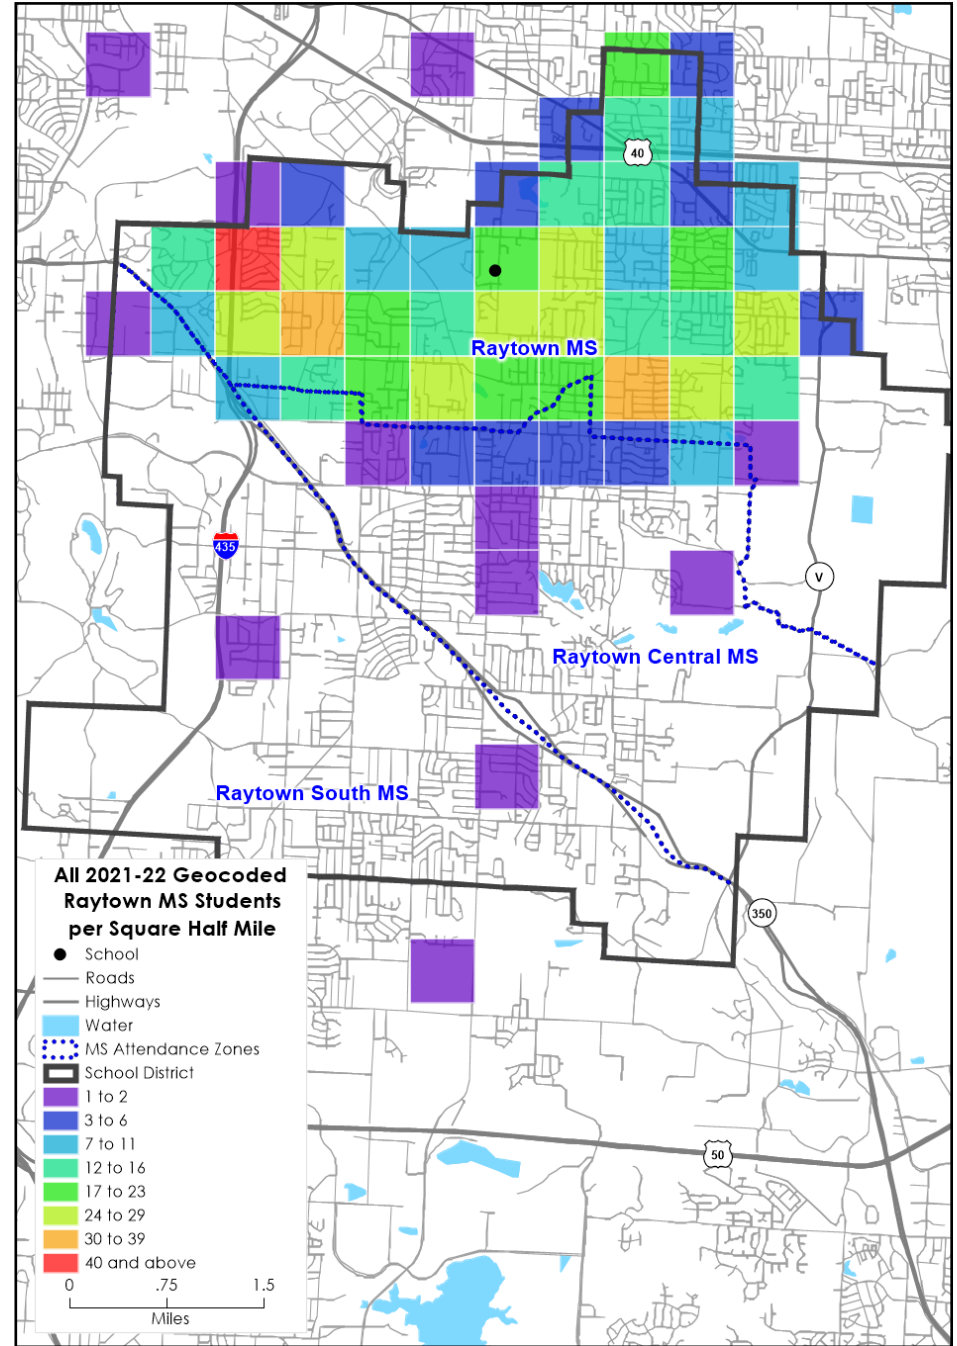 40
Raytown MS
435
V
Raytown Central MS
Raytown South MS
All 2021-22 Geocoded
Raytown MS Students
per Square Half Mile
School
Roads
Highways
Water
MS Attendance Zones
School District
1 to 2
3 to 6
7 to 11
12 to 16
17 to 23
24 to 29
30 to 39
40 and above
0 .75 1.5
Miles
350
50